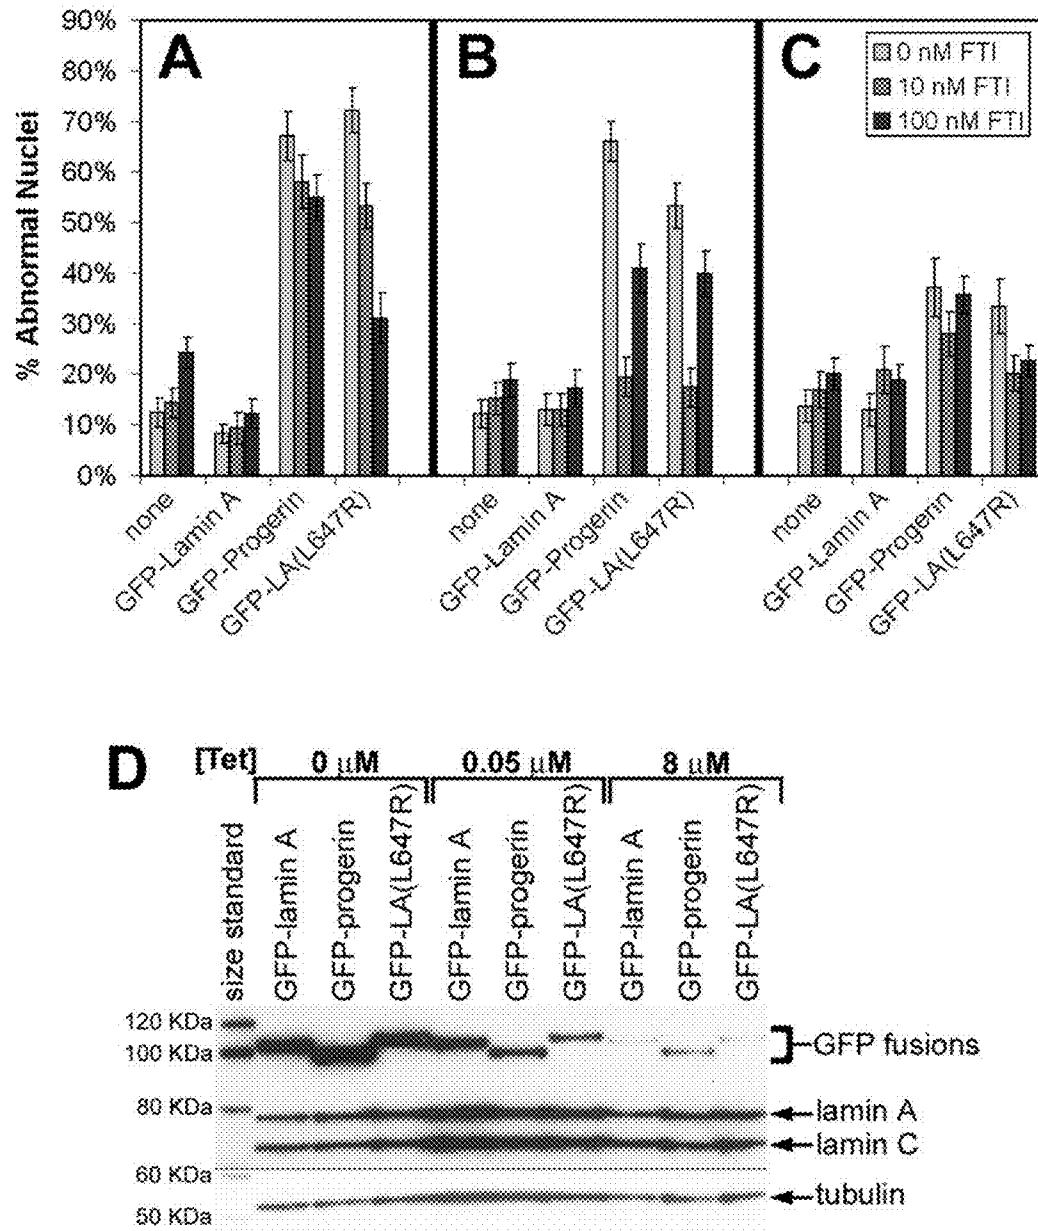 % Abnormal Nuclei
90%
80%
70%
60%
50%
40%
30%
20%
10%
0%
A
B
C
0 nM FTI
10 nM FTI
100 nM FTI
none
GFP-Lamin A
GFP-Progerin
GFP-LA(L647R)
none
GFP-Lamin A
GFP-Progerin
GFP-LA(L647R)
none
GFP-Lamin A
GFP-Progerin
GFP-LA(L647R)
D
[Tet] 0 µM 0.05 µM 8 µM
size standard
GFP-lamin A
GFP-progerin
GFP-LA(L647R)
GFP-lamin A
GFP-progerin
GFP-LA(L647R)
GFP-lamin A
GFP-progerin
GFP-LA(L647R)
120 KDa
100 KDa
80 KDa
60 KDa
50 KDa
GFP fusions
lamin A
lamin C
tubulin